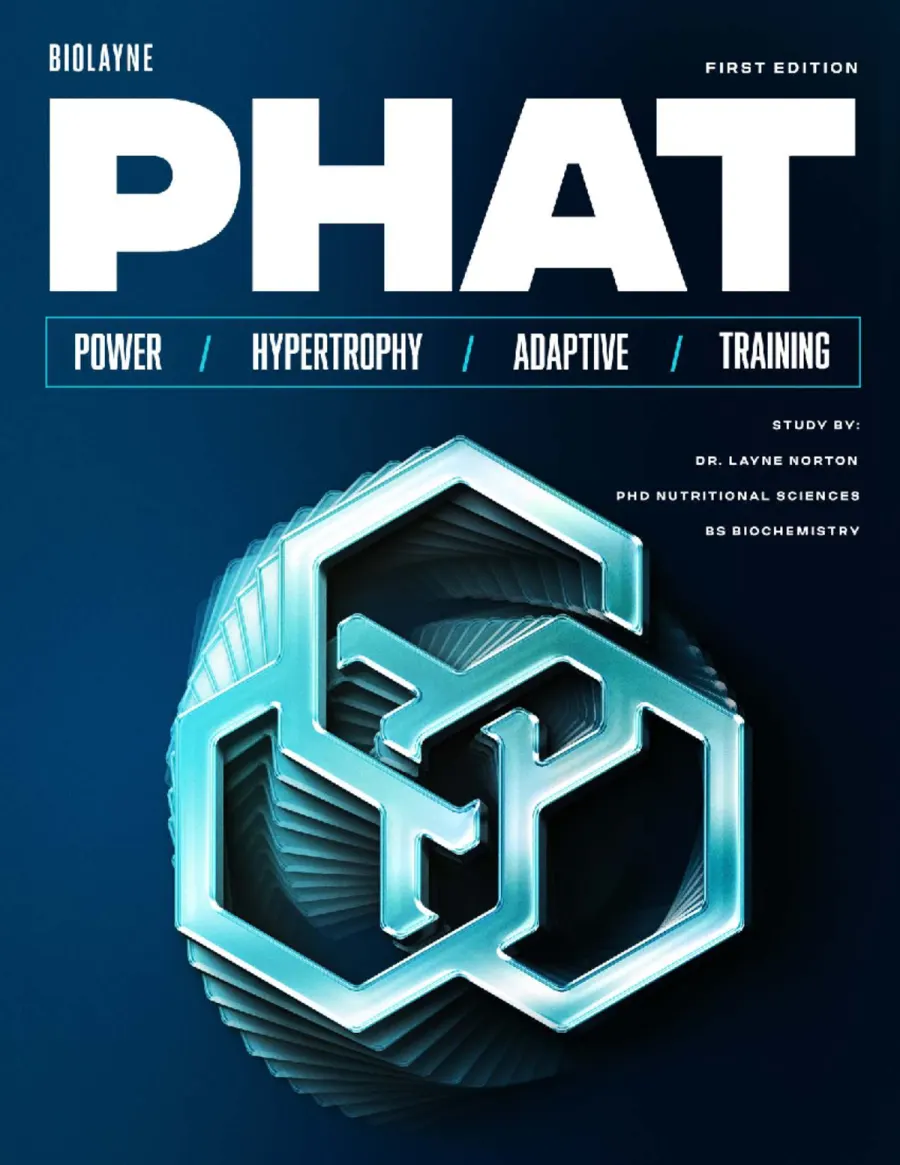 BIOLAYNE
FIRST EDITION
PHAT
POWER / HYPERTROPHY / ADAPTIVE / TRAINING
STUDY BY:
DR. LAYNE NORTON
PHD NUTRITIONAL SCIENCES
BS BIOCHEMISTRY